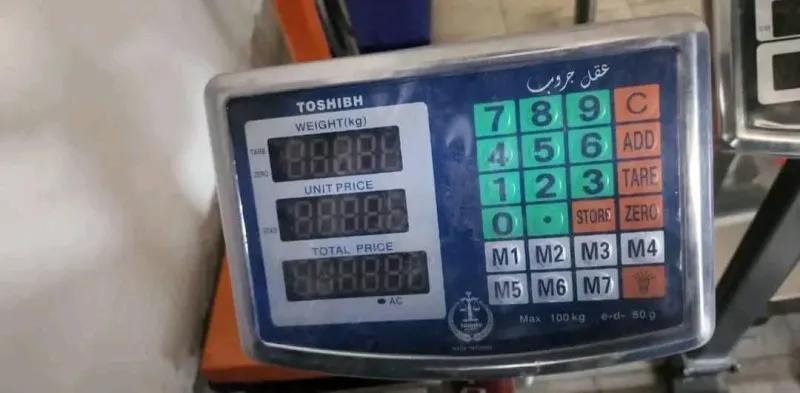 عقل جروب
TOSHIBH
WEIGHT(kg)
TARE
ZERO
UNIT PRICE
TOTAL PRICE
AC
7 8 9 C
4 5 6 ADD
1 2 3 TARE
0 . STORE ZERO
M1 M2 M3 M4
M5 M6 M7
TOSHIBH
Max 100kg e-d- 50g